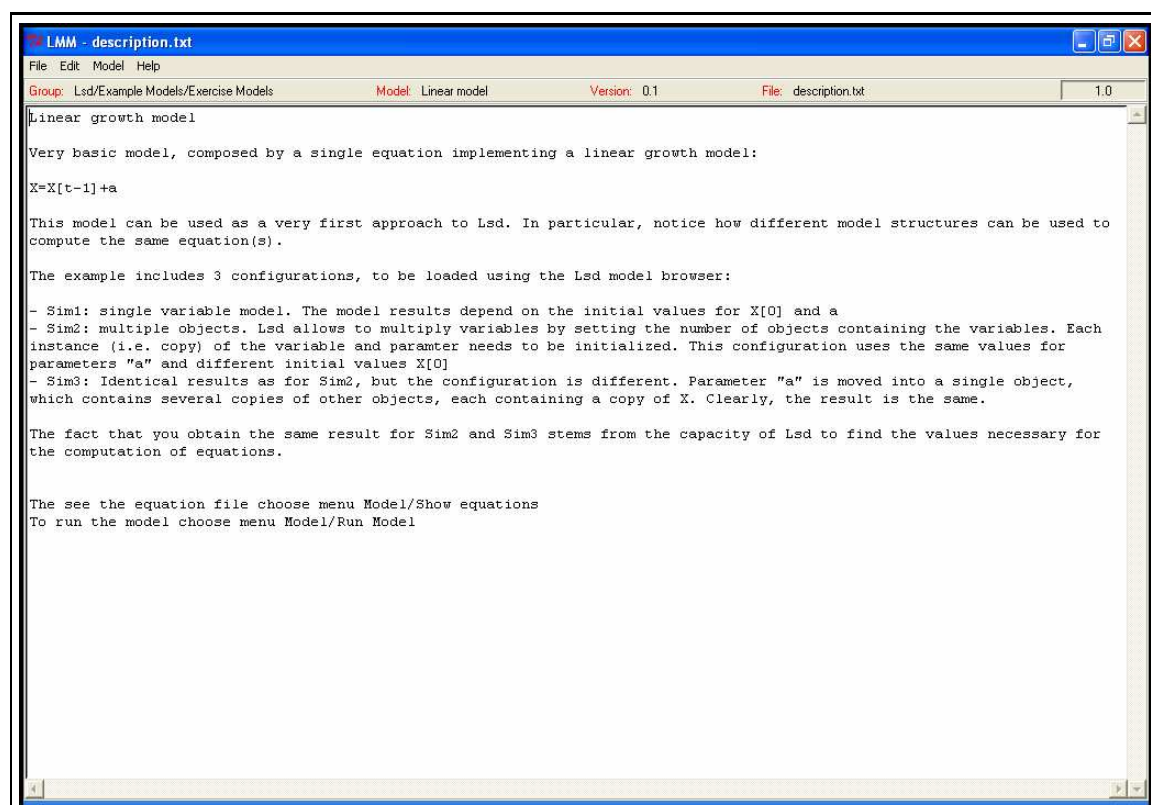 LMM - description.txt
File Edit Model Help
Group: Lsd/Example Models/Exercise Models Model: Linear model Version: 0.1 File: description.txt 1.0
Linear growth model
Very basic model, composed by a single equation implementing a linear growth model:
X=X[t-1]+a
This model can be used as a very first approach to Lsd. In particular, notice how different model structures can be used to
compute the same equation(s).
The example includes 3 configurations, to be loaded using the Lsd model browser:
- Sim1: single variable model. The model results depend on the initial values for X[0] and a
- Sim2: multiple objects. Lsd allows to multiply variables by setting the number of objects containing the variables. Each
instance (i.e. copy) of the variable and paramter needs to be initialized. This configuration uses the same values for
parameters "a" and different initial values X[0]
- Sim3: Identical results as for Sim2, but the configuration is different. Parameter "a" is moved into a single object,
which contains several copies of other objects, each containing a copy of X. Clearly, the result is the same.
The fact that you obtain the same result for Sim2 and Sim3 stems from the capacity of Lsd to find the values necessary for
the computation of equations.
The see the equation file choose menu Model/Show equations
To run the model choose menu Model/Run Model